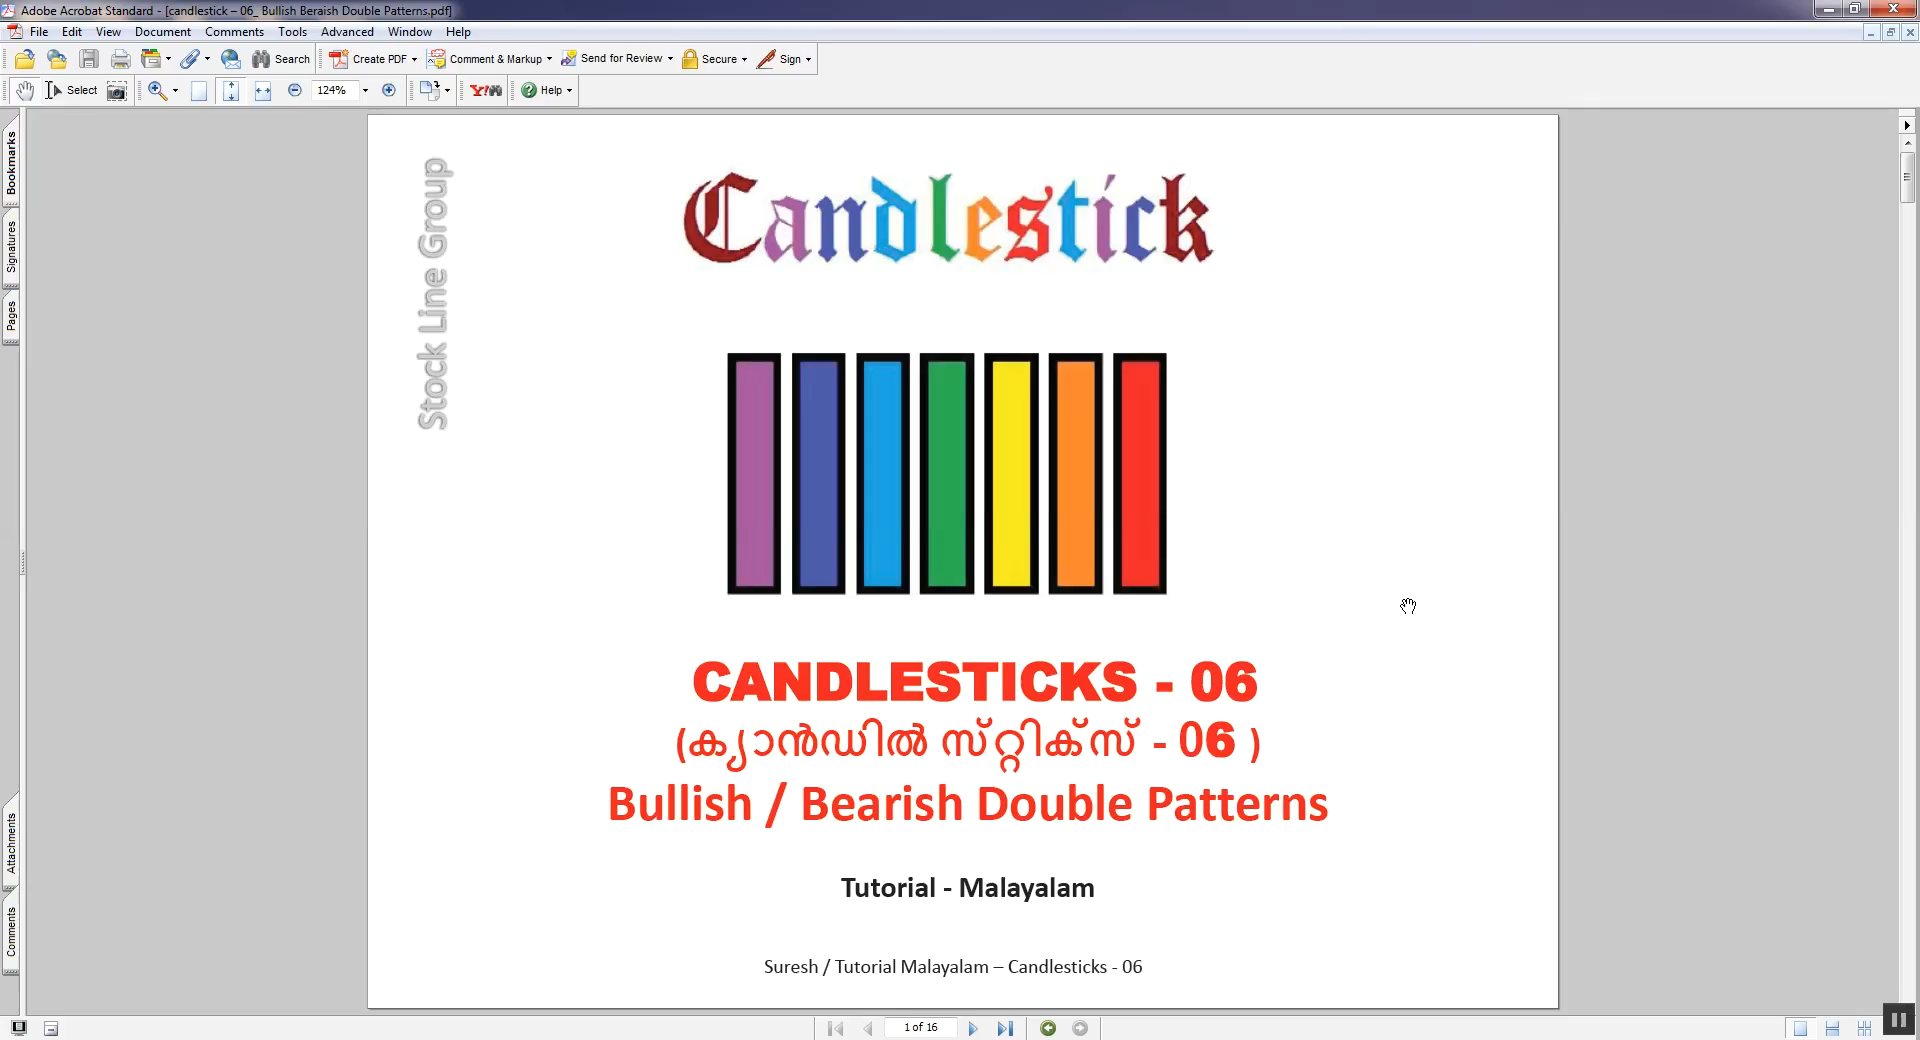 Adobe Acrobat Standard - [candlestick – 06_ Bullish Beraish Double Patterns.pdf]
File Edit View Document Comments Tools Advanced Window Help
Search Create PDF Comment & Markup Send for Review Secure Sign
Select 124% Y! Help
Bookmarks
Signatures
Pages
Attachments
Comments
Stock Line Group
Candlestick
CANDLESTICKS - 06
(ക്യാൻഡിൽ സ്റ്റിക്സ് - 06 )
Bullish / Bearish Double Patterns
Tutorial - Malayalam
Suresh / Tutorial Malayalam – Candlesticks - 06
1 of 16